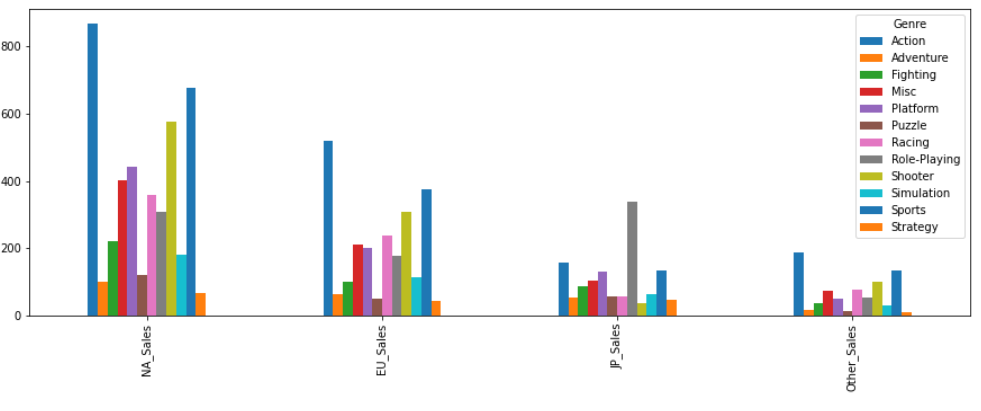 800
600
400
200
0
NA_Sales
EU_Sales
JP_Sales
Other_Sales
Genre
Action
Adventure
Fighting
Misc
Platform
Puzzle
Racing
Role-Playing
Shooter
Simulation
Sports
Strategy